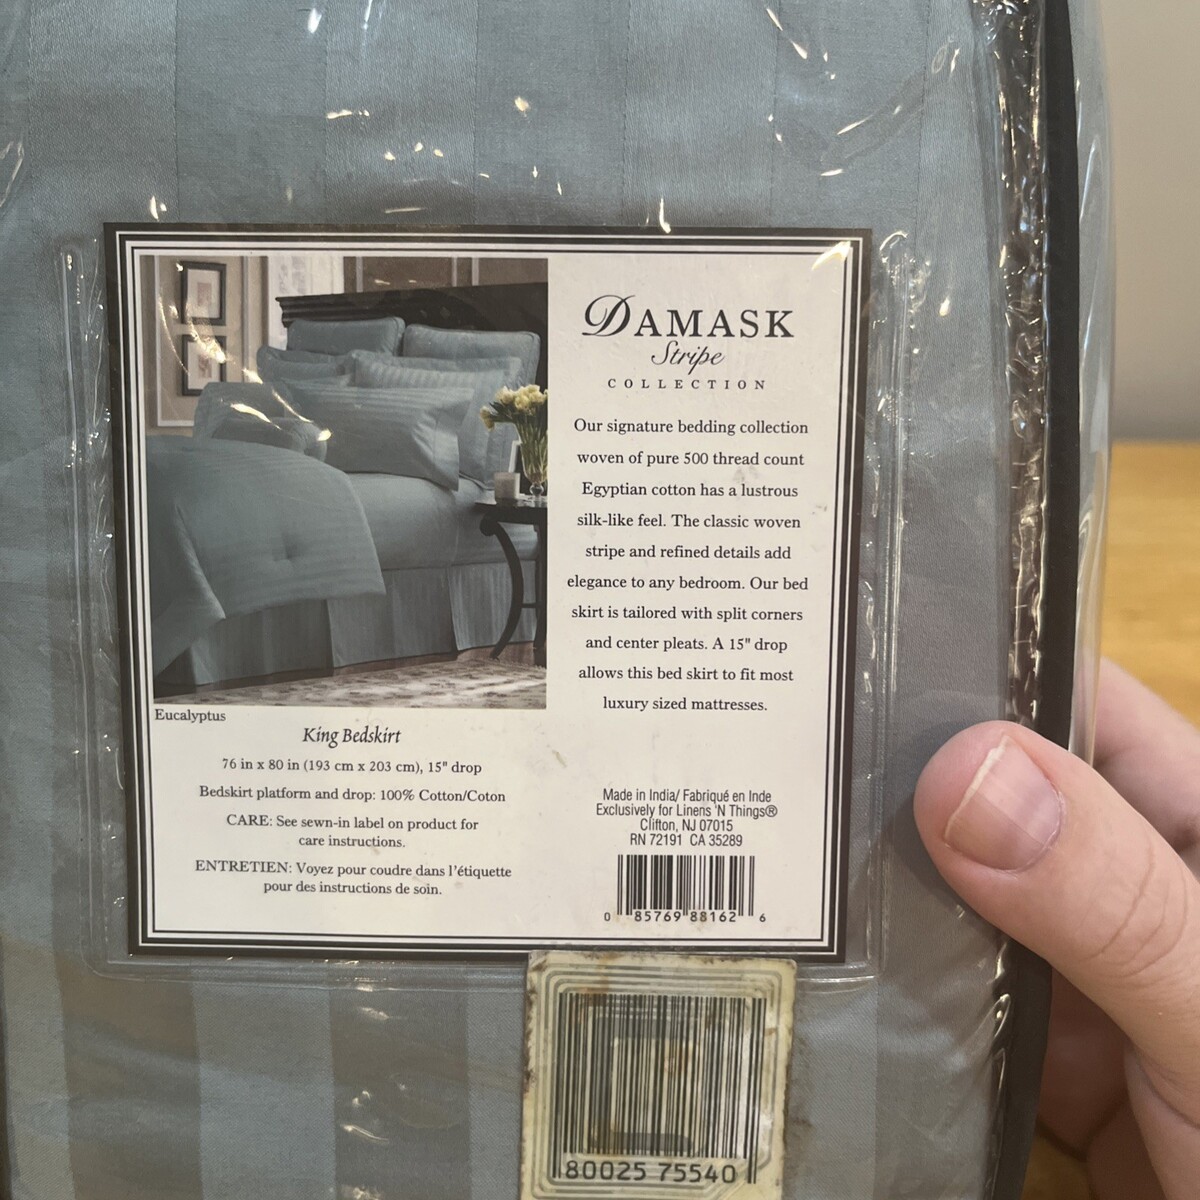 DAMASK
Stripe
COLLECTION
Our signature bedding collection
woven of pure 500 thread count
Egyptian cotton has a lustrous
silk-like feel. The classic woven
stripe and refined details add
elegance to any bedroom. Our bed
skirt is tailored with split corners
and center pleats. A 15" drop
allows this bed skirt to fit most
luxury sized mattresses.
Eucalyptus
King Bedskirt
76 in x 80 in (193 cm x 203 cm), 15" drop
Bedskirt platform and drop: 100% Cotton/Coton
CARE: See sewn-in label on product for
care instructions.
ENTRETIEN: Voyez pour coudre dans l'étiquette
pour des instructions de soin.
Made in India/ Fabriqué en Inde
Exclusively for Linens 'N Things®
Clifton, NJ 07015
RN 72191 CA 35289
0 85769 88162 6
80025 75540